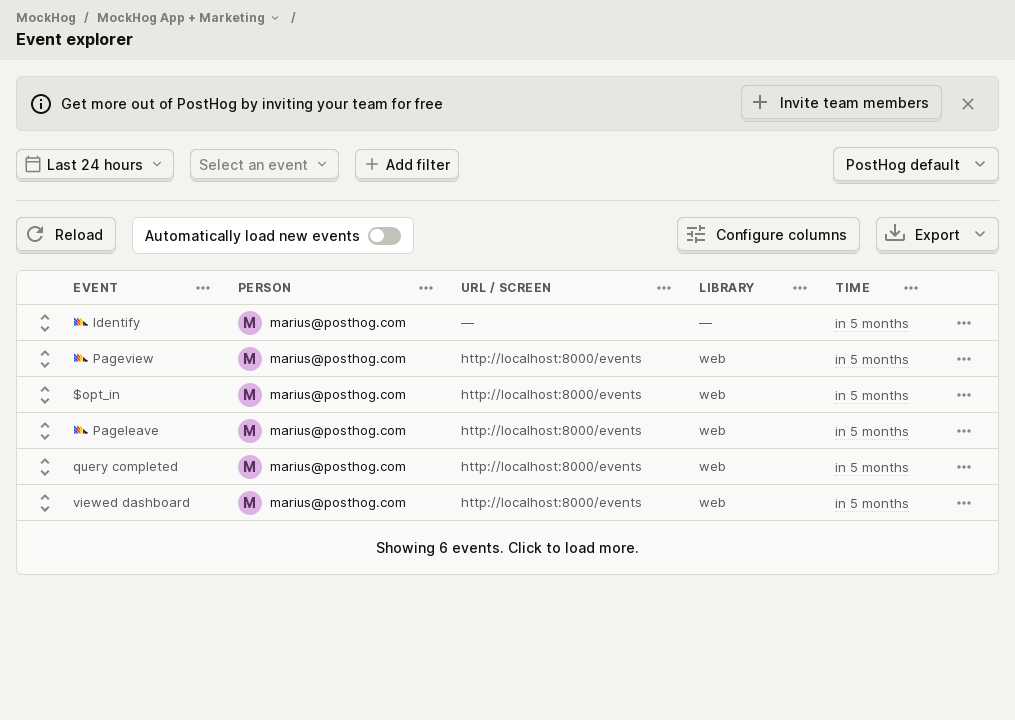 MockHog / MockHog App + Marketing /
Event explorer
Get more out of PostHog by inviting your team for free
Invite team members
Last 24 hours
Select an event
Add filter
PostHog default
Reload
Automatically load new events
Configure columns
Export
EVENT PERSON URL / SCREEN LIBRARY TIME
Identify M marius@posthog.com — — in 5 months
Pageview M marius@posthog.com http://localhost:8000/events web in 5 months
$opt_in M marius@posthog.com http://localhost:8000/events web in 5 months
Pageleave M marius@posthog.com http://localhost:8000/events web in 5 months
query completed M marius@posthog.com http://localhost:8000/events web in 5 months
viewed dashboard M marius@posthog.com http://localhost:8000/events web in 5 months
Showing 6 events. Click to load more.